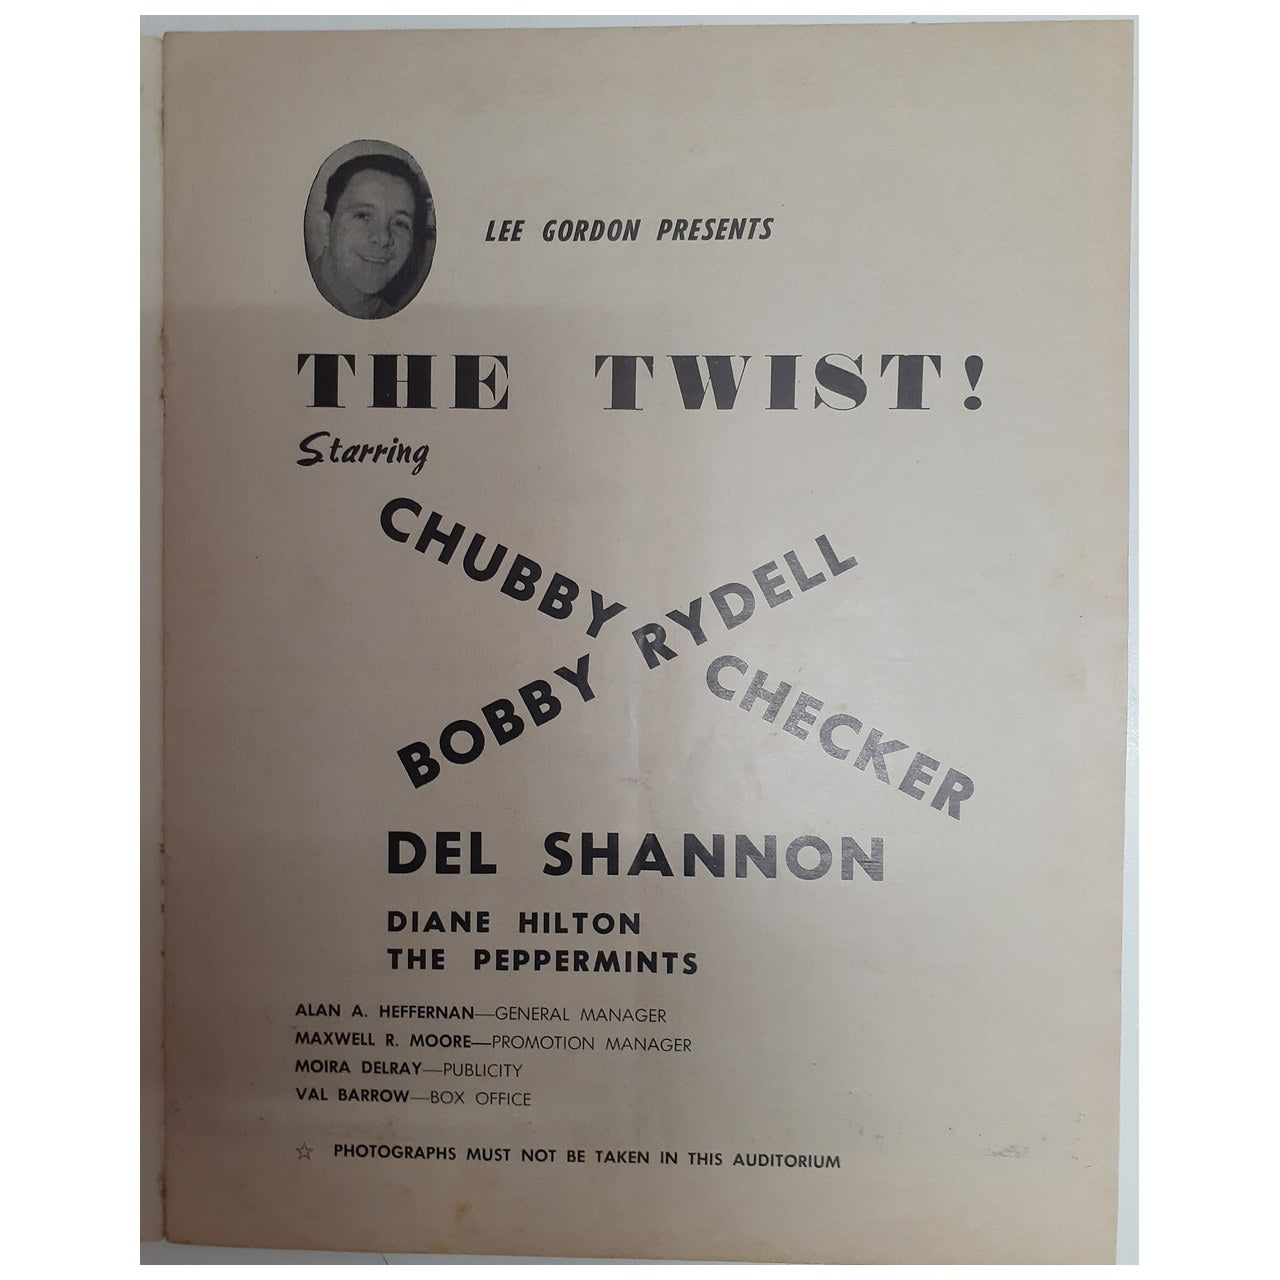 LEE GORDON PRESENTS
THE TWIST!
Starring
CHUBBY CHECKER
BOBBY RYDELL
DEL SHANNON
DIANE HILTON
THE PEPPERMINTS
ALAN A. HEFFERNAN—GENERAL MANAGER
MAXWELL R. MOORE—PROMOTION MANAGER
MOIRA DELRAY—PUBLICITY
VAL BARROW—BOX OFFICE
☆ PHOTOGRAPHS MUST NOT BE TAKEN IN THIS AUDITORIUM